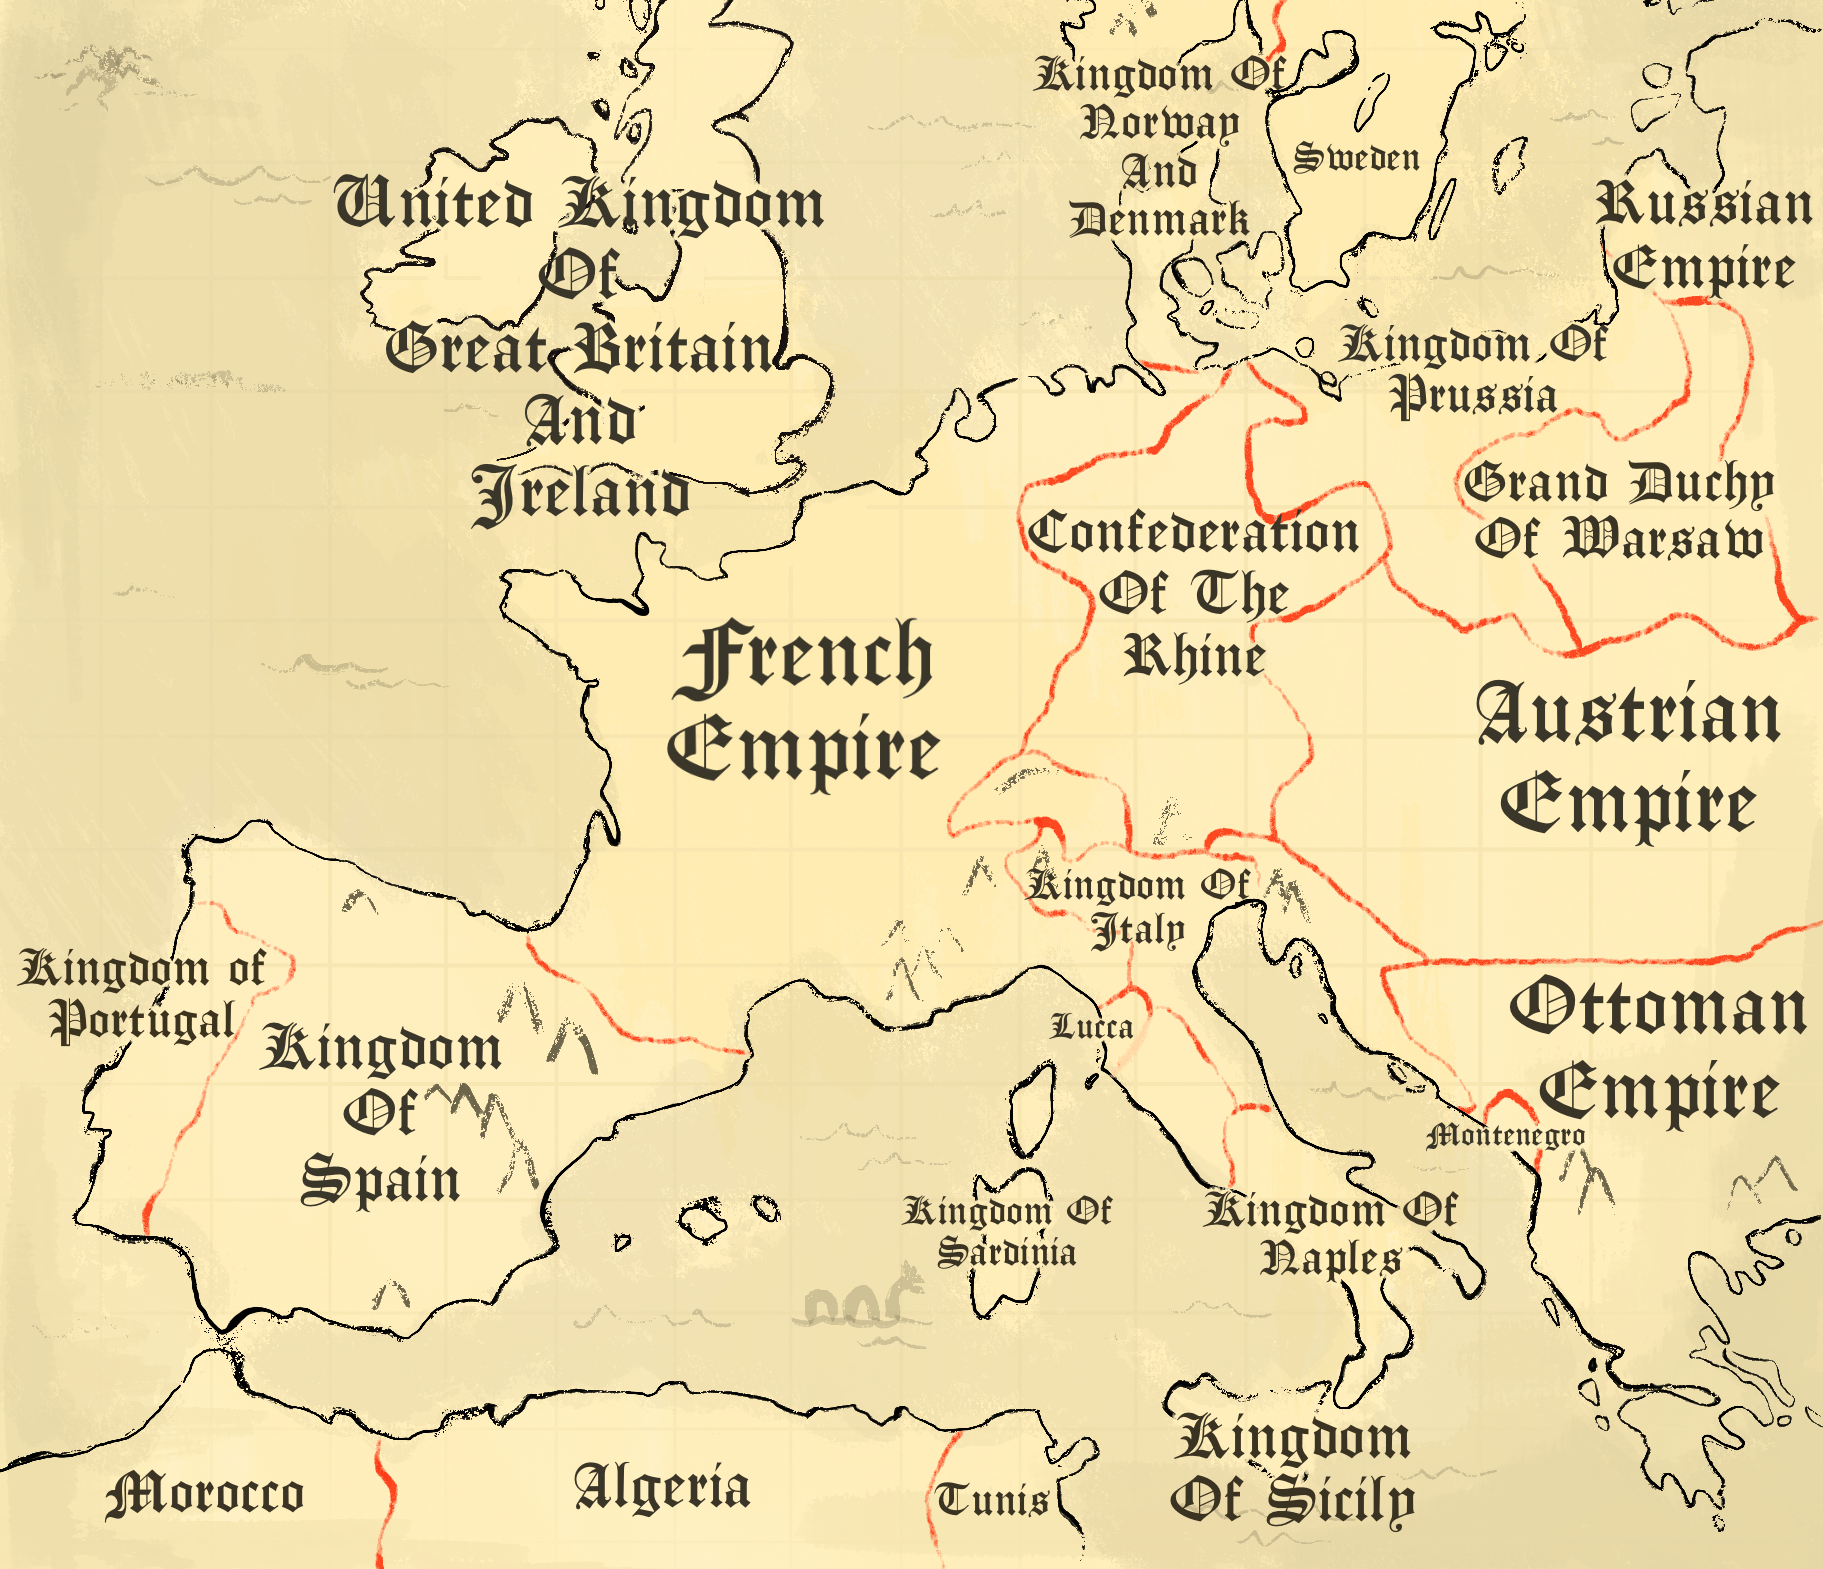 Kingdom Of
Norway
And
Denmark
Sweden
United Kingdom
Of
Great Britain
And
Ireland
Russian
Empire
Kingdom Of
Prussia
Grand Duchy
Of Warsaw
Confederation
Of The
Rhine
French
Empire
Austrian
Empire
Kingdom Of
Italy
Kingdom of
Portugal
Kingdom
Of
Spain
Lucca
Ottoman
Empire
Montenegro
Kingdom Of
Sardinia
Kingdom Of
Naples
Kingdom
Of Sicily
Morocco
Algeria
Tunis